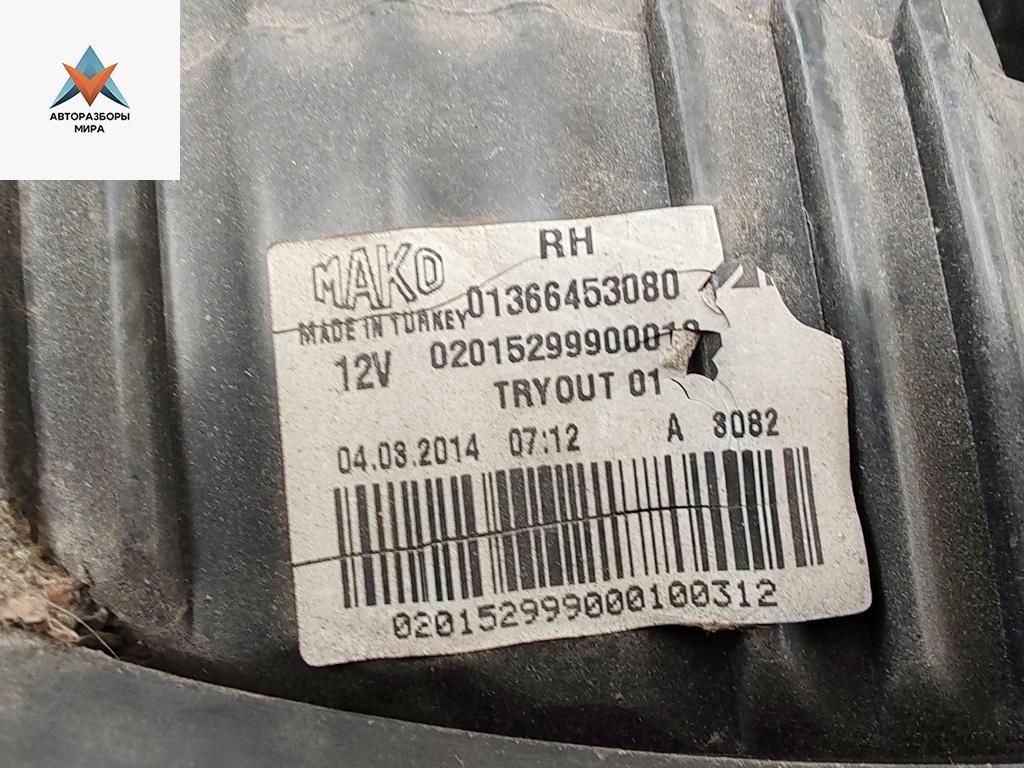 АВТОРАЗБОРЫ
МИРА
RH
MAKO
01366453080
MADE IN TURKEY
12V
TRYOUT 01
04.03.2014 07:12 A 3082
020152999000100312